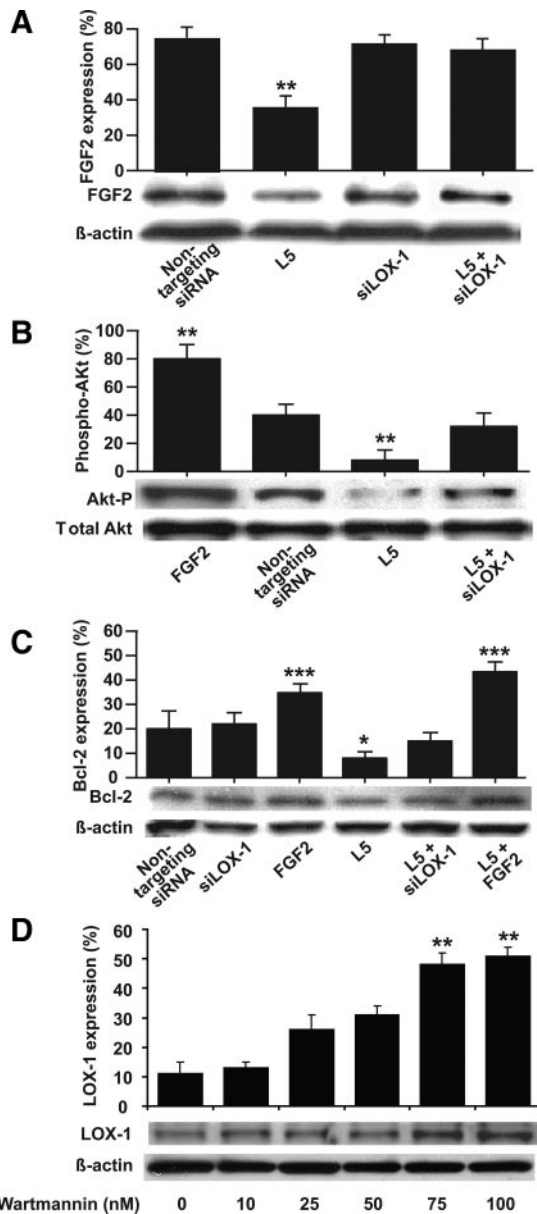 A
FGF2 expression (%)
80
60
40
20
0
**
FGF2
ß-actin
Non-targeting siRNA
L5
siLOX-1
L5 + siLOX-1
B
Phospho-AKt (%)
100
80
60
40
20
0
**
**
Akt-P
Total Akt
FGF2
Non-targeting siRNA
L5
L5 + siLOX-1
C
Bcl-2 expression (%)
60
50
40
30
20
10
0
***
*
***
Bcl-2
ß-actin
Non-targeting siRNA
siLOX-1
FGF2
L5
L5 + siLOX-1
L5 + FGF2
D
LOX-1 expression (%)
60
50
40
30
20
10
0
**
**
LOX-1
ß-actin
Wartmannin (nM) 0 10 25 50 75 100